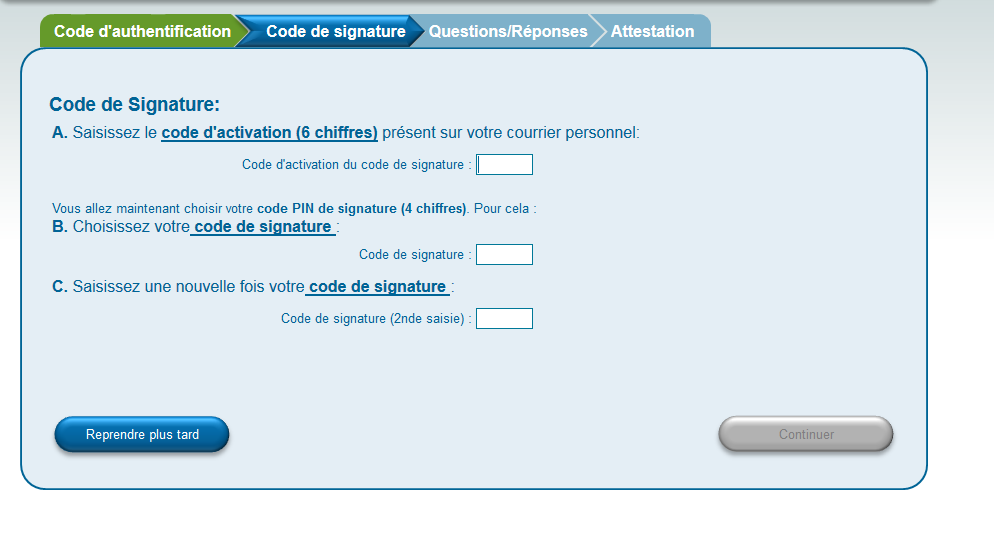 Code d'authentification Code de signature Questions/Réponses Attestation
Code de Signature:
A. Saisissez le code d'activation (6 chiffres) présent sur votre courrier personnel:
Code d'activation du code de signature :
Vous allez maintenant choisir votre code PIN de signature (4 chiffres). Pour cela :
B. Choisissez votre code de signature :
Code de signature :
C. Saisissez une nouvelle fois votre code de signature :
Code de signature (2nde saisie) :
Reprendre plus tard Continuer